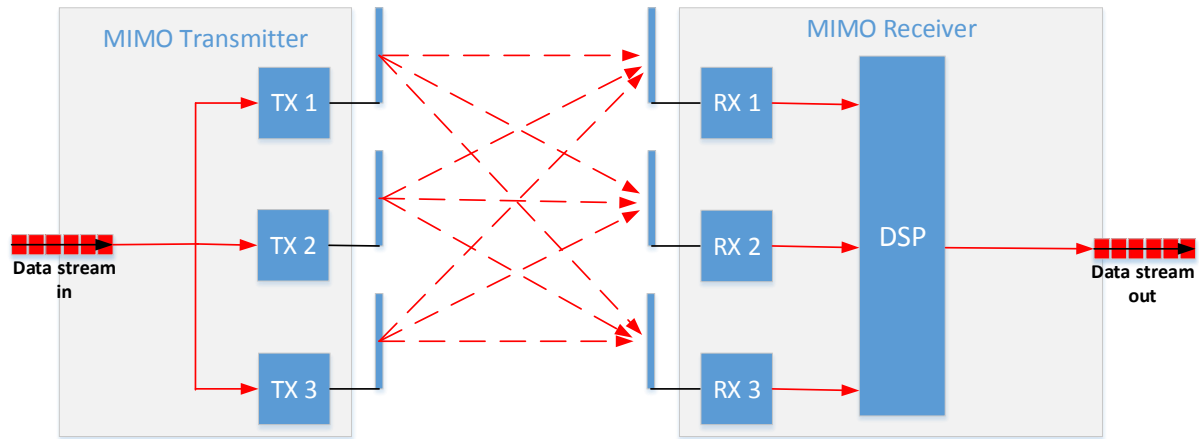 MIMO Transmitter
MIMO Receiver
TX 1
RX 1
TX 2
RX 2
DSP
Data stream
in
Data stream
out
TX 3
RX 3